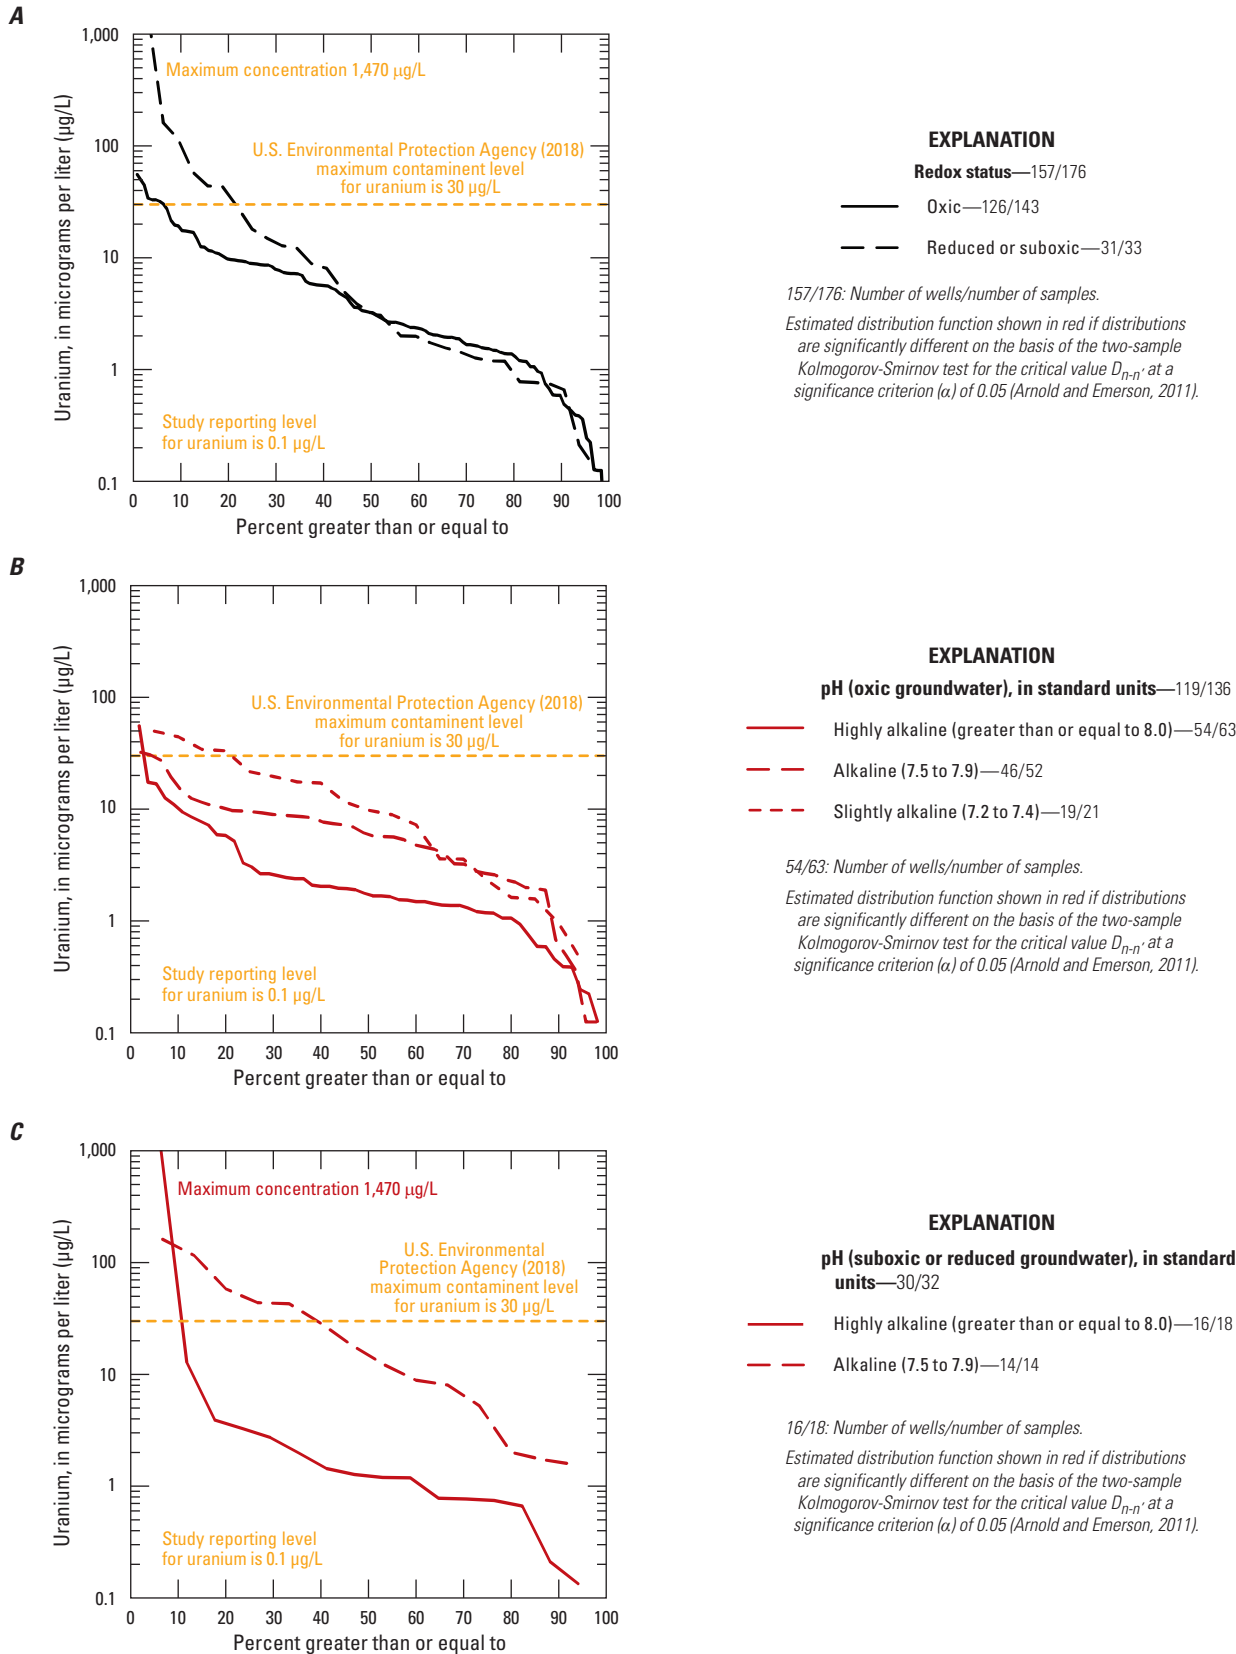 A
Uranium, in micrograms per liter (µg/L)
1,000
100
10
1
0.1
Maximum concentration 1,470 µg/L
U.S. Environmental Protection Agency (2018)
maximum contaminent level
for uranium is 30 µg/L
Study reporting level
for uranium is 0.1 µg/L
0 10 20 30 40 50 60 70 80 90 100
Percent greater than or equal to
EXPLANATION
Redox status—157/176
Oxic—126/143
Reduced or suboxic—31/33
157/176: Number of wells/number of samples.
Estimated distribution function shown in red if distributions
are significantly different on the basis of the two-sample
Kolmogorov-Smirnov test for the critical value Dn-n′ at a
significance criterion (α) of 0.05 (Arnold and Emerson, 2011).
B
Uranium, in micrograms per liter (µg/L)
1,000
100
10
1
0.1
U.S. Environmental Protection Agency (2018)
maximum contaminent level
for uranium is 30 µg/L
Study reporting level
for uranium is 0.1 µg/L
0 10 20 30 40 50 60 70 80 90 100
Percent greater than or equal to
EXPLANATION
pH (oxic groundwater), in standard units—119/136
Highly alkaline (greater than or equal to 8.0)—54/63
Alkaline (7.5 to 7.9)—46/52
Slightly alkaline (7.2 to 7.4)—19/21
54/63: Number of wells/number of samples.
Estimated distribution function shown in red if distributions
are significantly different on the basis of the two-sample
Kolmogorov-Smirnov test for the critical value Dn-n′ at a
significance criterion (α) of 0.05 (Arnold and Emerson, 2011).
C
Uranium, in micrograms per liter (µg/L)
1,000
100
10
1
0.1
Maximum concentration 1,470 µg/L
U.S. Environmental
Protection Agency (2018)
maximum contaminent level
for uranium is 30 µg/L
Study reporting level
for uranium is 0.1 µg/L
0 10 20 30 40 50 60 70 80 90 100
Percent greater than or equal to
EXPLANATION
pH (suboxic or reduced groundwater), in standard
units—30/32
Highly alkaline (greater than or equal to 8.0)—16/18
Alkaline (7.5 to 7.9)—14/14
16/18: Number of wells/number of samples.
Estimated distribution function shown in red if distributions
are significantly different on the basis of the two-sample
Kolmogorov-Smirnov test for the critical value Dn-n′ at a
significance criterion (α) of 0.05 (Arnold and Emerson, 2011).